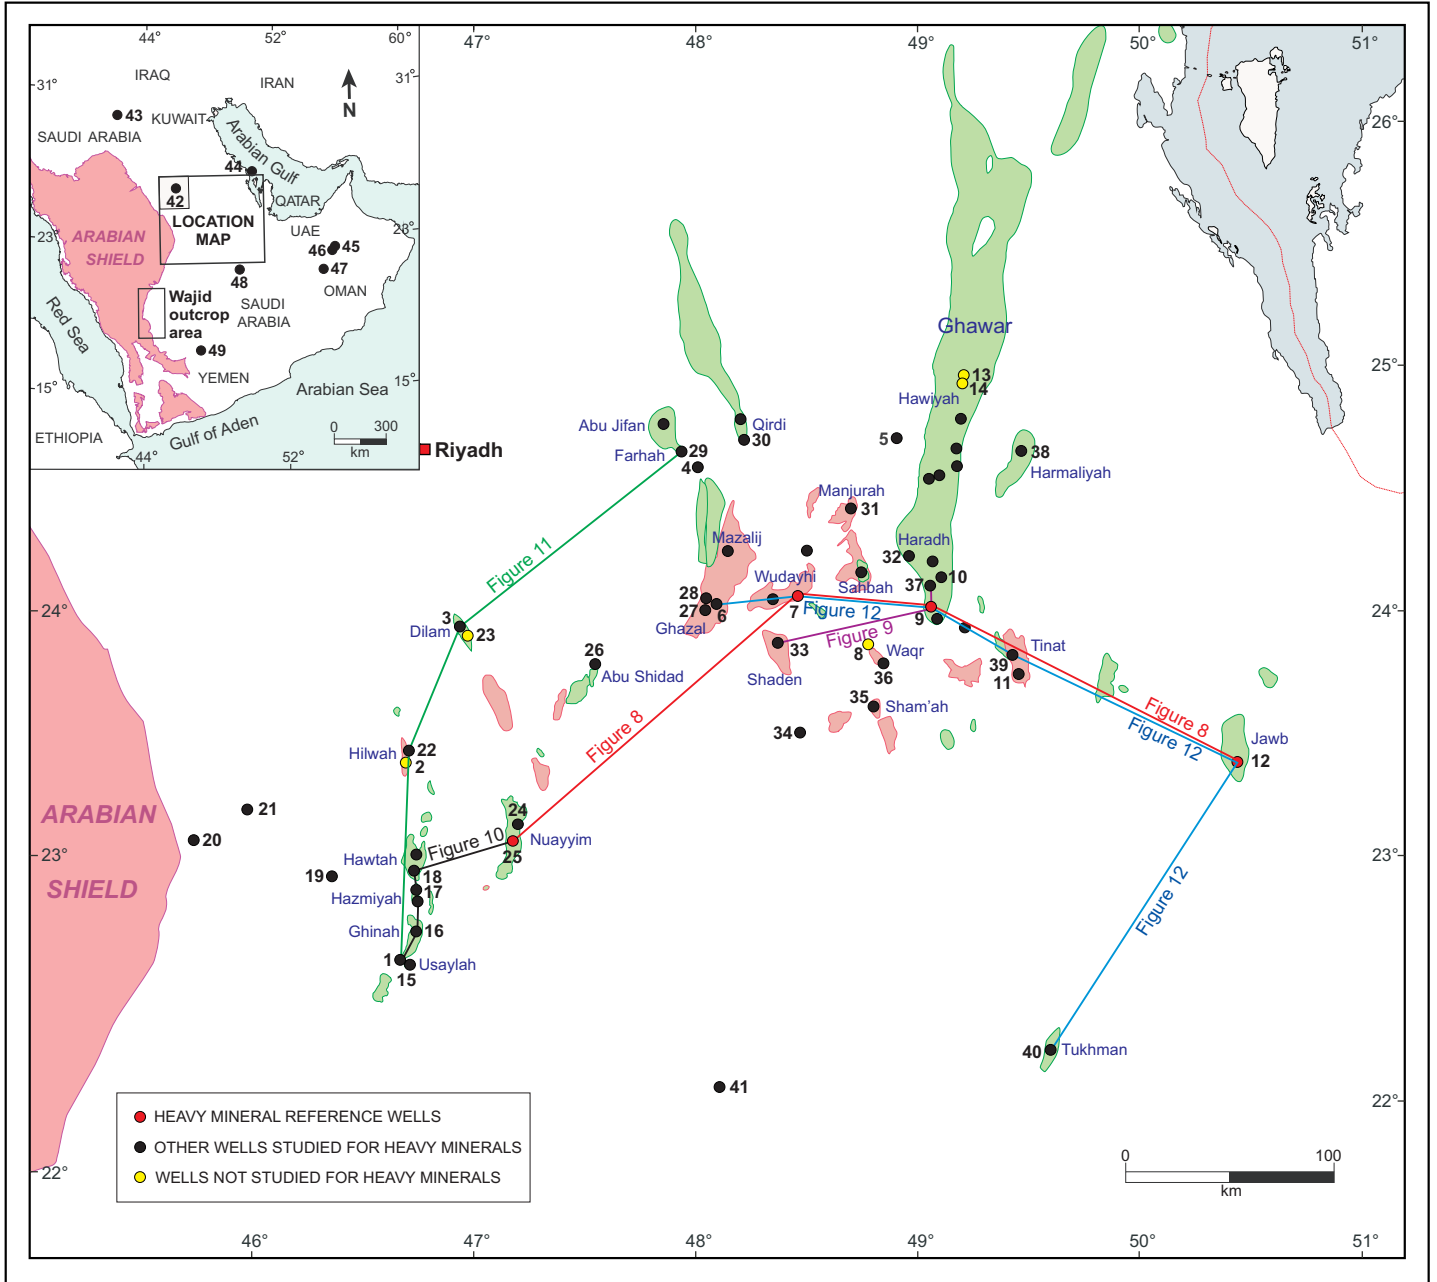 44°
52°
60°
47°
48°
49°
50°
51°
IRAQ
IRAN
31°
31°
N
43
KUWAIT
SAUDI ARABIA
Arabian Gulf
44
42
QATAR
LOCATION
MAP
UAE
23°
23°
ARABIAN
SHIELD
46
45
47
48
OMAN
Wajid
outcrop
area
SAUDI
ARABIA
Red Sea
49
YEMEN
15°
15°
Arabian Sea
ETHIOPIA
Gulf of Aden
0 300
km
44°
52°
Riyadh
26°
Ghawar
25°
13
14
Hawiyah
Abu Jifan
Qirdi
30
5
Farhah
29
4
38
Harmaliyah
Manjurah
31
Figure 11
Mazalij
Haradh
32
Wudayhi
Sahbah
37
10
28
27
6
7
Figure 12
9
24°
24°
3
Dilam
23
Ghazal
Figure 9
33
8
Waqr
36
Tinat
39
11
26
Abu Shidad
Shaden
35
Sham'ah
34
Figure 8
Figure 8
Figure 12
Jawb
12
Hilwah
22
2
ARABIAN
SHIELD
21
20
24
Nuayyim
25
Figure 10
23°
23°
Hawtah
18
19
17
Hazmiyah
Ghinah
16
1
Usaylah
15
Figure 12
40
Tukhman
41
22°
22°
HEAVY MINERAL REFERENCE WELLS
OTHER WELLS STUDIED FOR HEAVY MINERALS
WELLS NOT STUDIED FOR HEAVY MINERALS
0 100
km
46°
47°
48°
49°
50°
51°